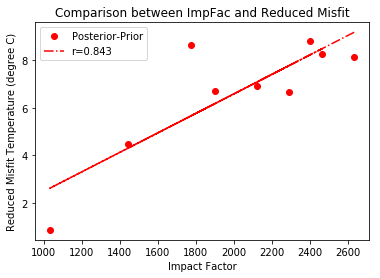 Comparison between ImpFac and Reduced Misfit
Posterior-Prior
r=0.843
Reduced Misfit Temperature (degree C)
8
6
4
2
1000 1200 1400 1600 1800 2000 2200 2400 2600
Impact Factor